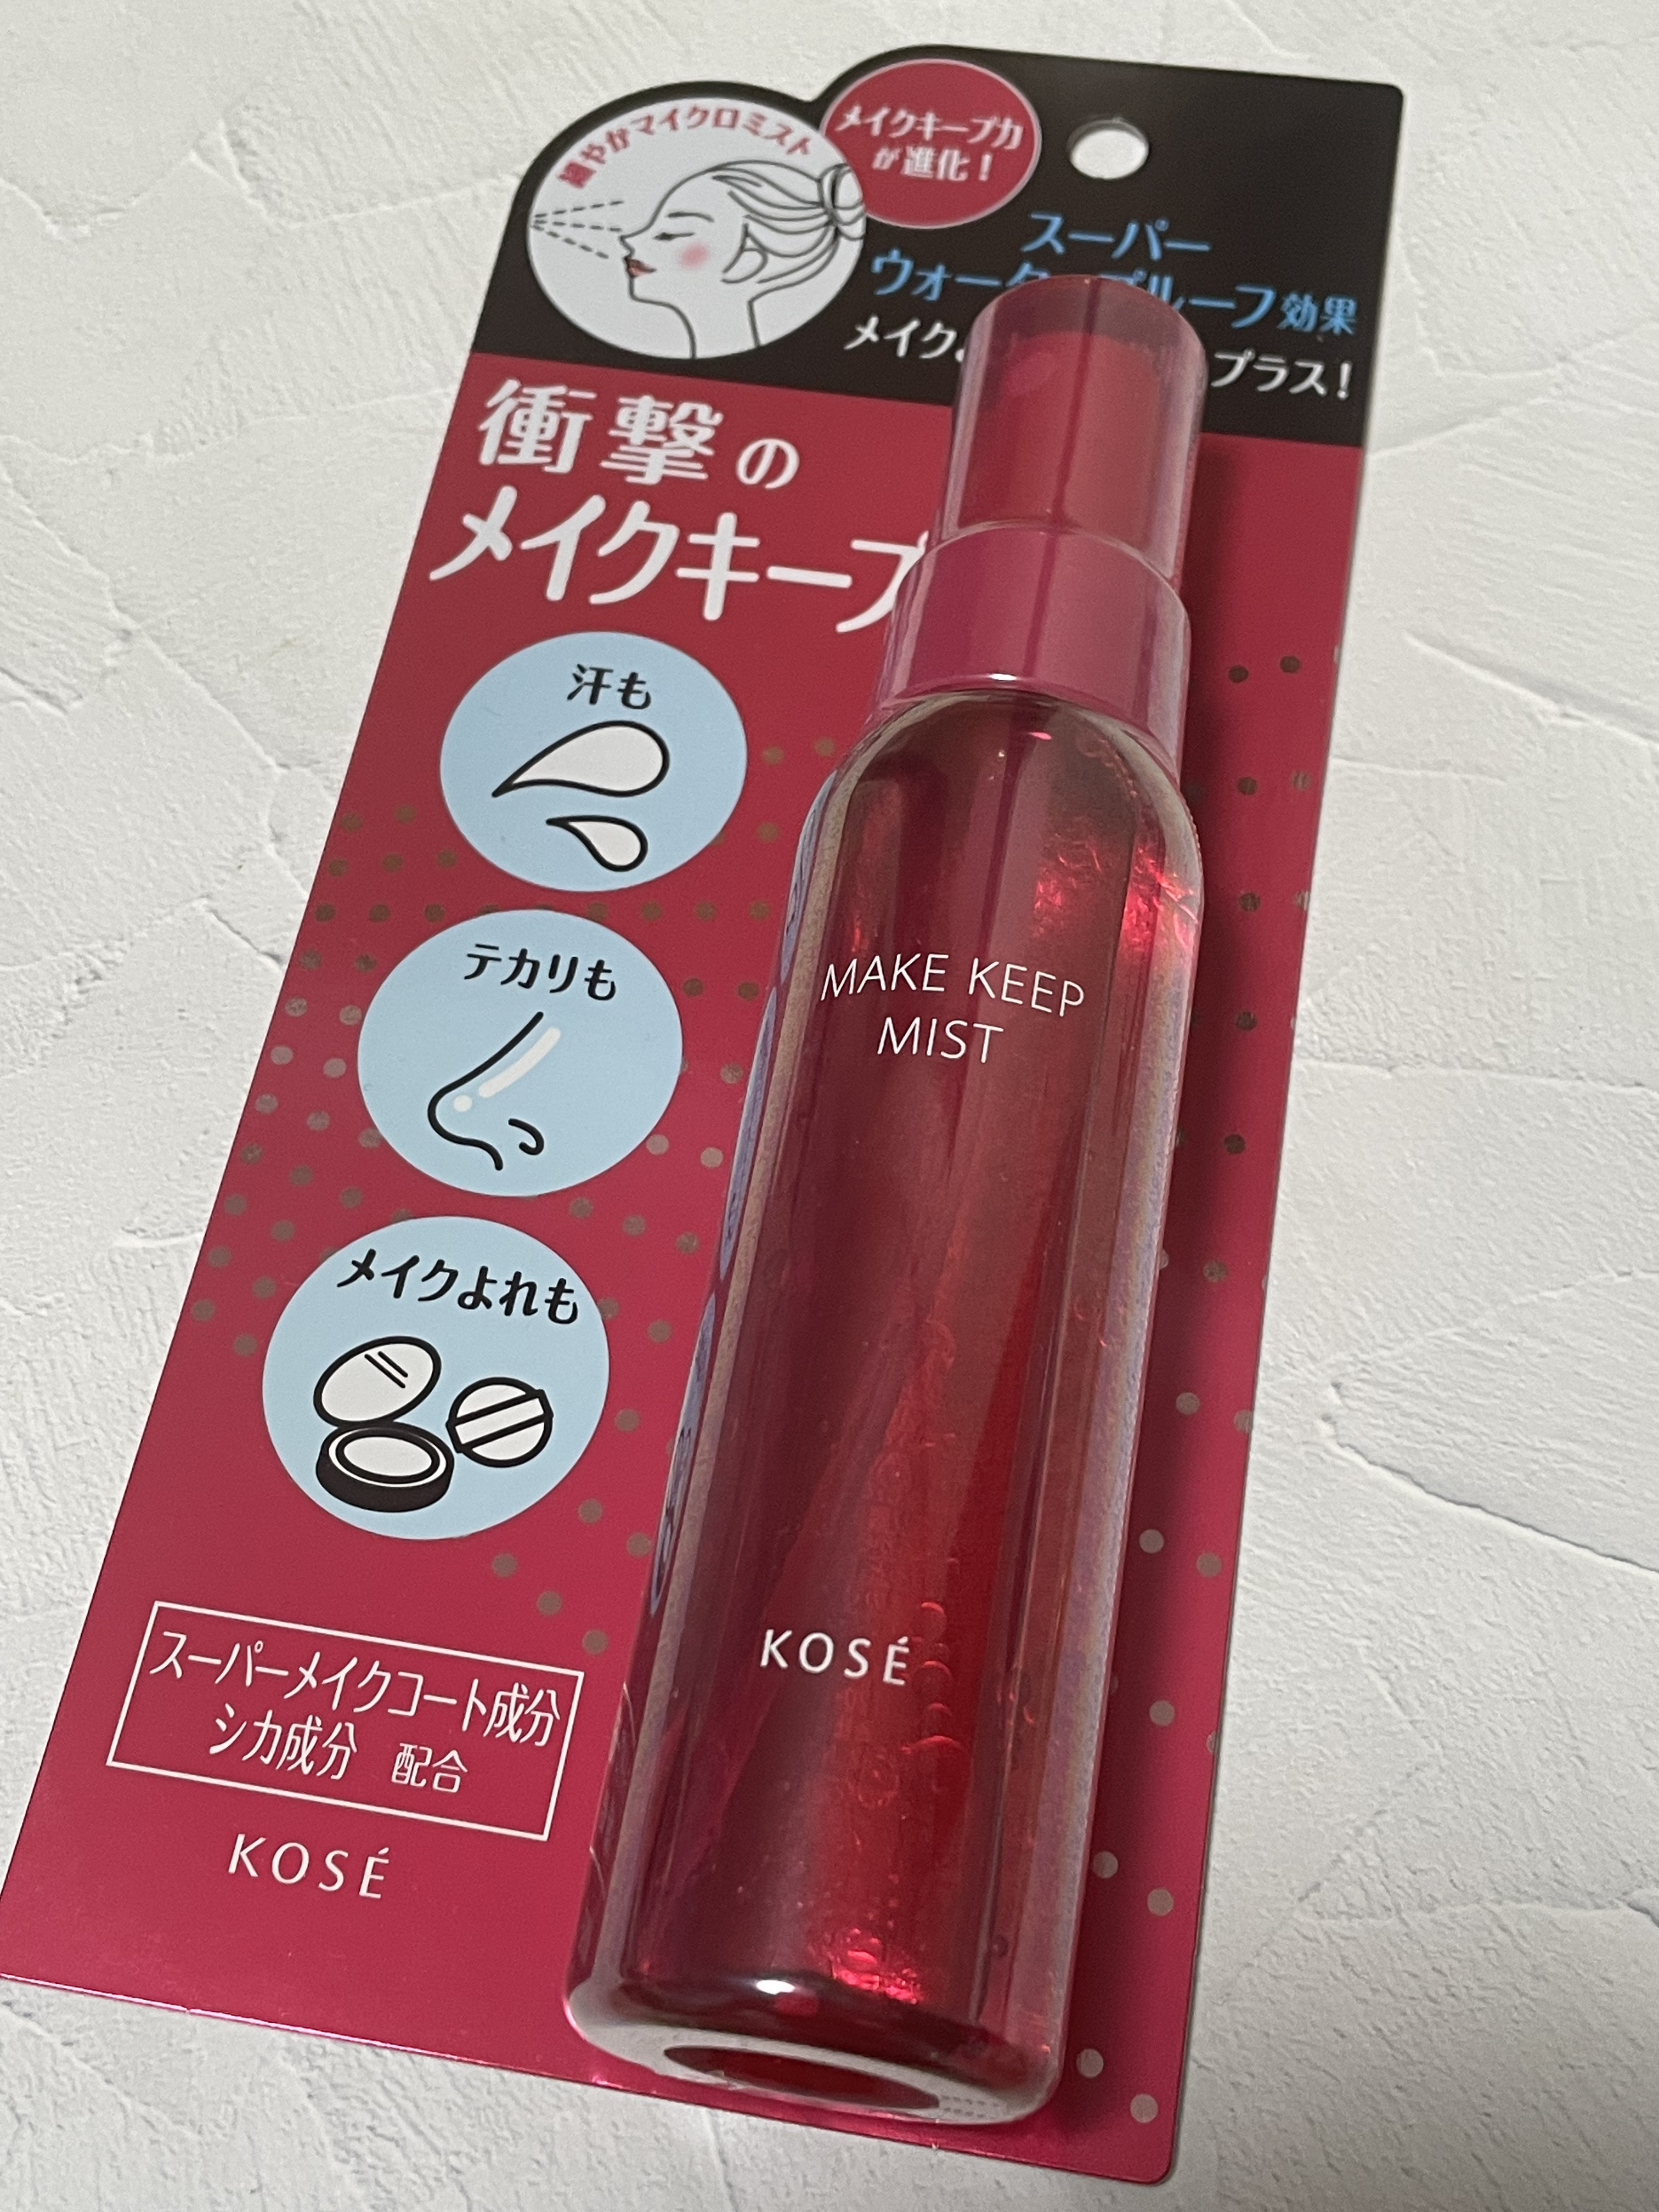 細やかマイクロミスト
メイクキープ力
が進化!
スーパー
ウォータープルーフ効果
メイク
プラス!
衝撃の
メイクキープ
汗も
テカリも
メイクよれも
MAKE KEEP
MIST
KOSÉ
スーパーメイクコート成分
シカ成分 配合
KOSÉ